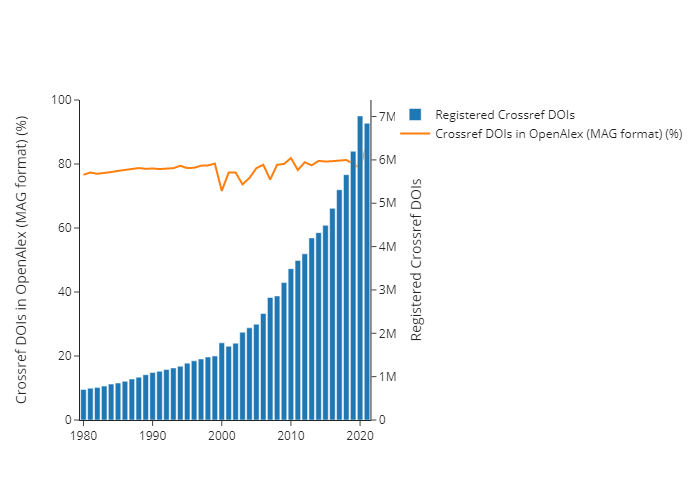 Registered Crossref DOIs
Crossref DOIs in OpenAlex (MAG format) (%)
Crossref DOIs in OpenAlex (MAG format) (%)
100
80
60
40
20
0
7M
6M
5M
4M
3M
2M
1M
0
Registered Crossref DOIs
1980
1990
2000
2010
2020